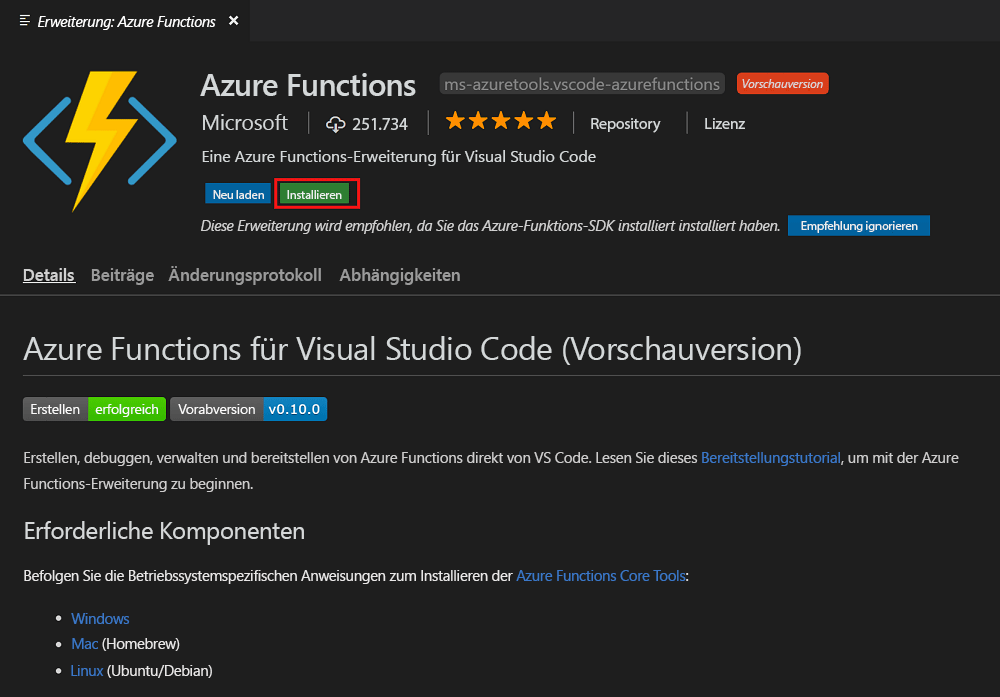 Erweiterung: Azure Functions
Azure Functions ms-azuretools.vscode-azurefunctions Vorschauversion
Microsoft 251.734 Repository Lizenz
Eine Azure Functions-Erweiterung für Visual Studio Code
Neu laden Installieren
Diese Erweiterung wird empfohlen, da Sie das Azure-Funktions-SDK installiert installiert haben. Empfehlung ignorieren
Details Beiträge Änderungsprotokoll Abhängigkeiten
Azure Functions für Visual Studio Code (Vorschauversion)
Erstellen erfolgreich Vorabversion v0.10.0
Erstellen, debuggen, verwalten und bereitstellen von Azure Functions direkt von VS Code. Lesen Sie dieses Bereitstellungstutorial, um mit der Azure
Functions-Erweiterung zu beginnen.
Erforderliche Komponenten
Befolgen Sie die Betriebssystemspezifischen Anweisungen zum Installieren der Azure Functions Core Tools:
• Windows
• Mac (Homebrew)
• Linux (Ubuntu/Debian)